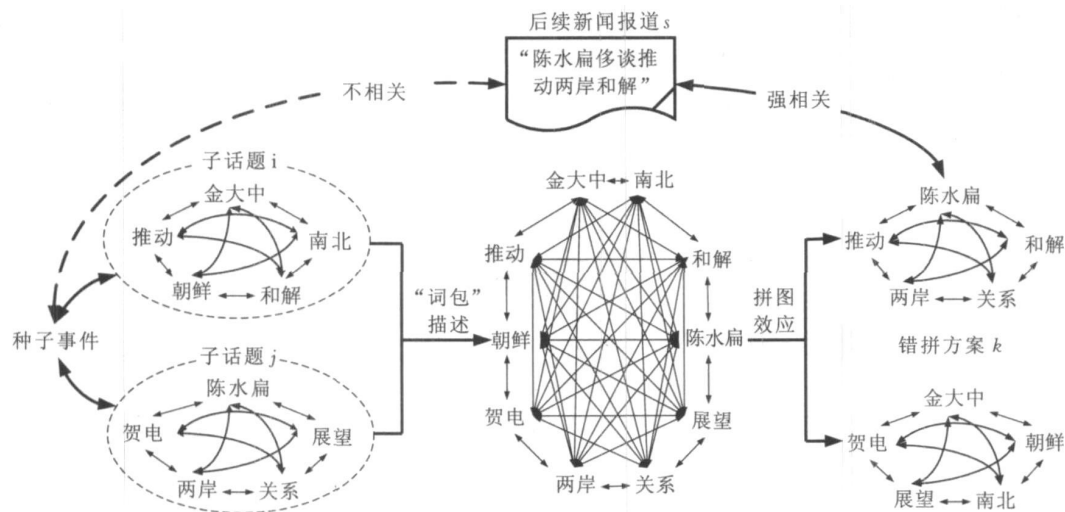 后续新闻报道s
“陈水扁侈谈推
动两岸和解”
不相关
强相关
子话题i
金大中
推动
南北
朝鲜
和解
种子事件
子话题j
陈水扁
贺电
展望
两岸
关系
“词包”
描述
金大中
南北
推动
和解
朝鲜
陈水扁
贺电
展望
两岸
关系
拼图
效应
陈水扁
推动
和解
两岸
关系
错拼方案k
金大中
贺电
朝鲜
展望
南北